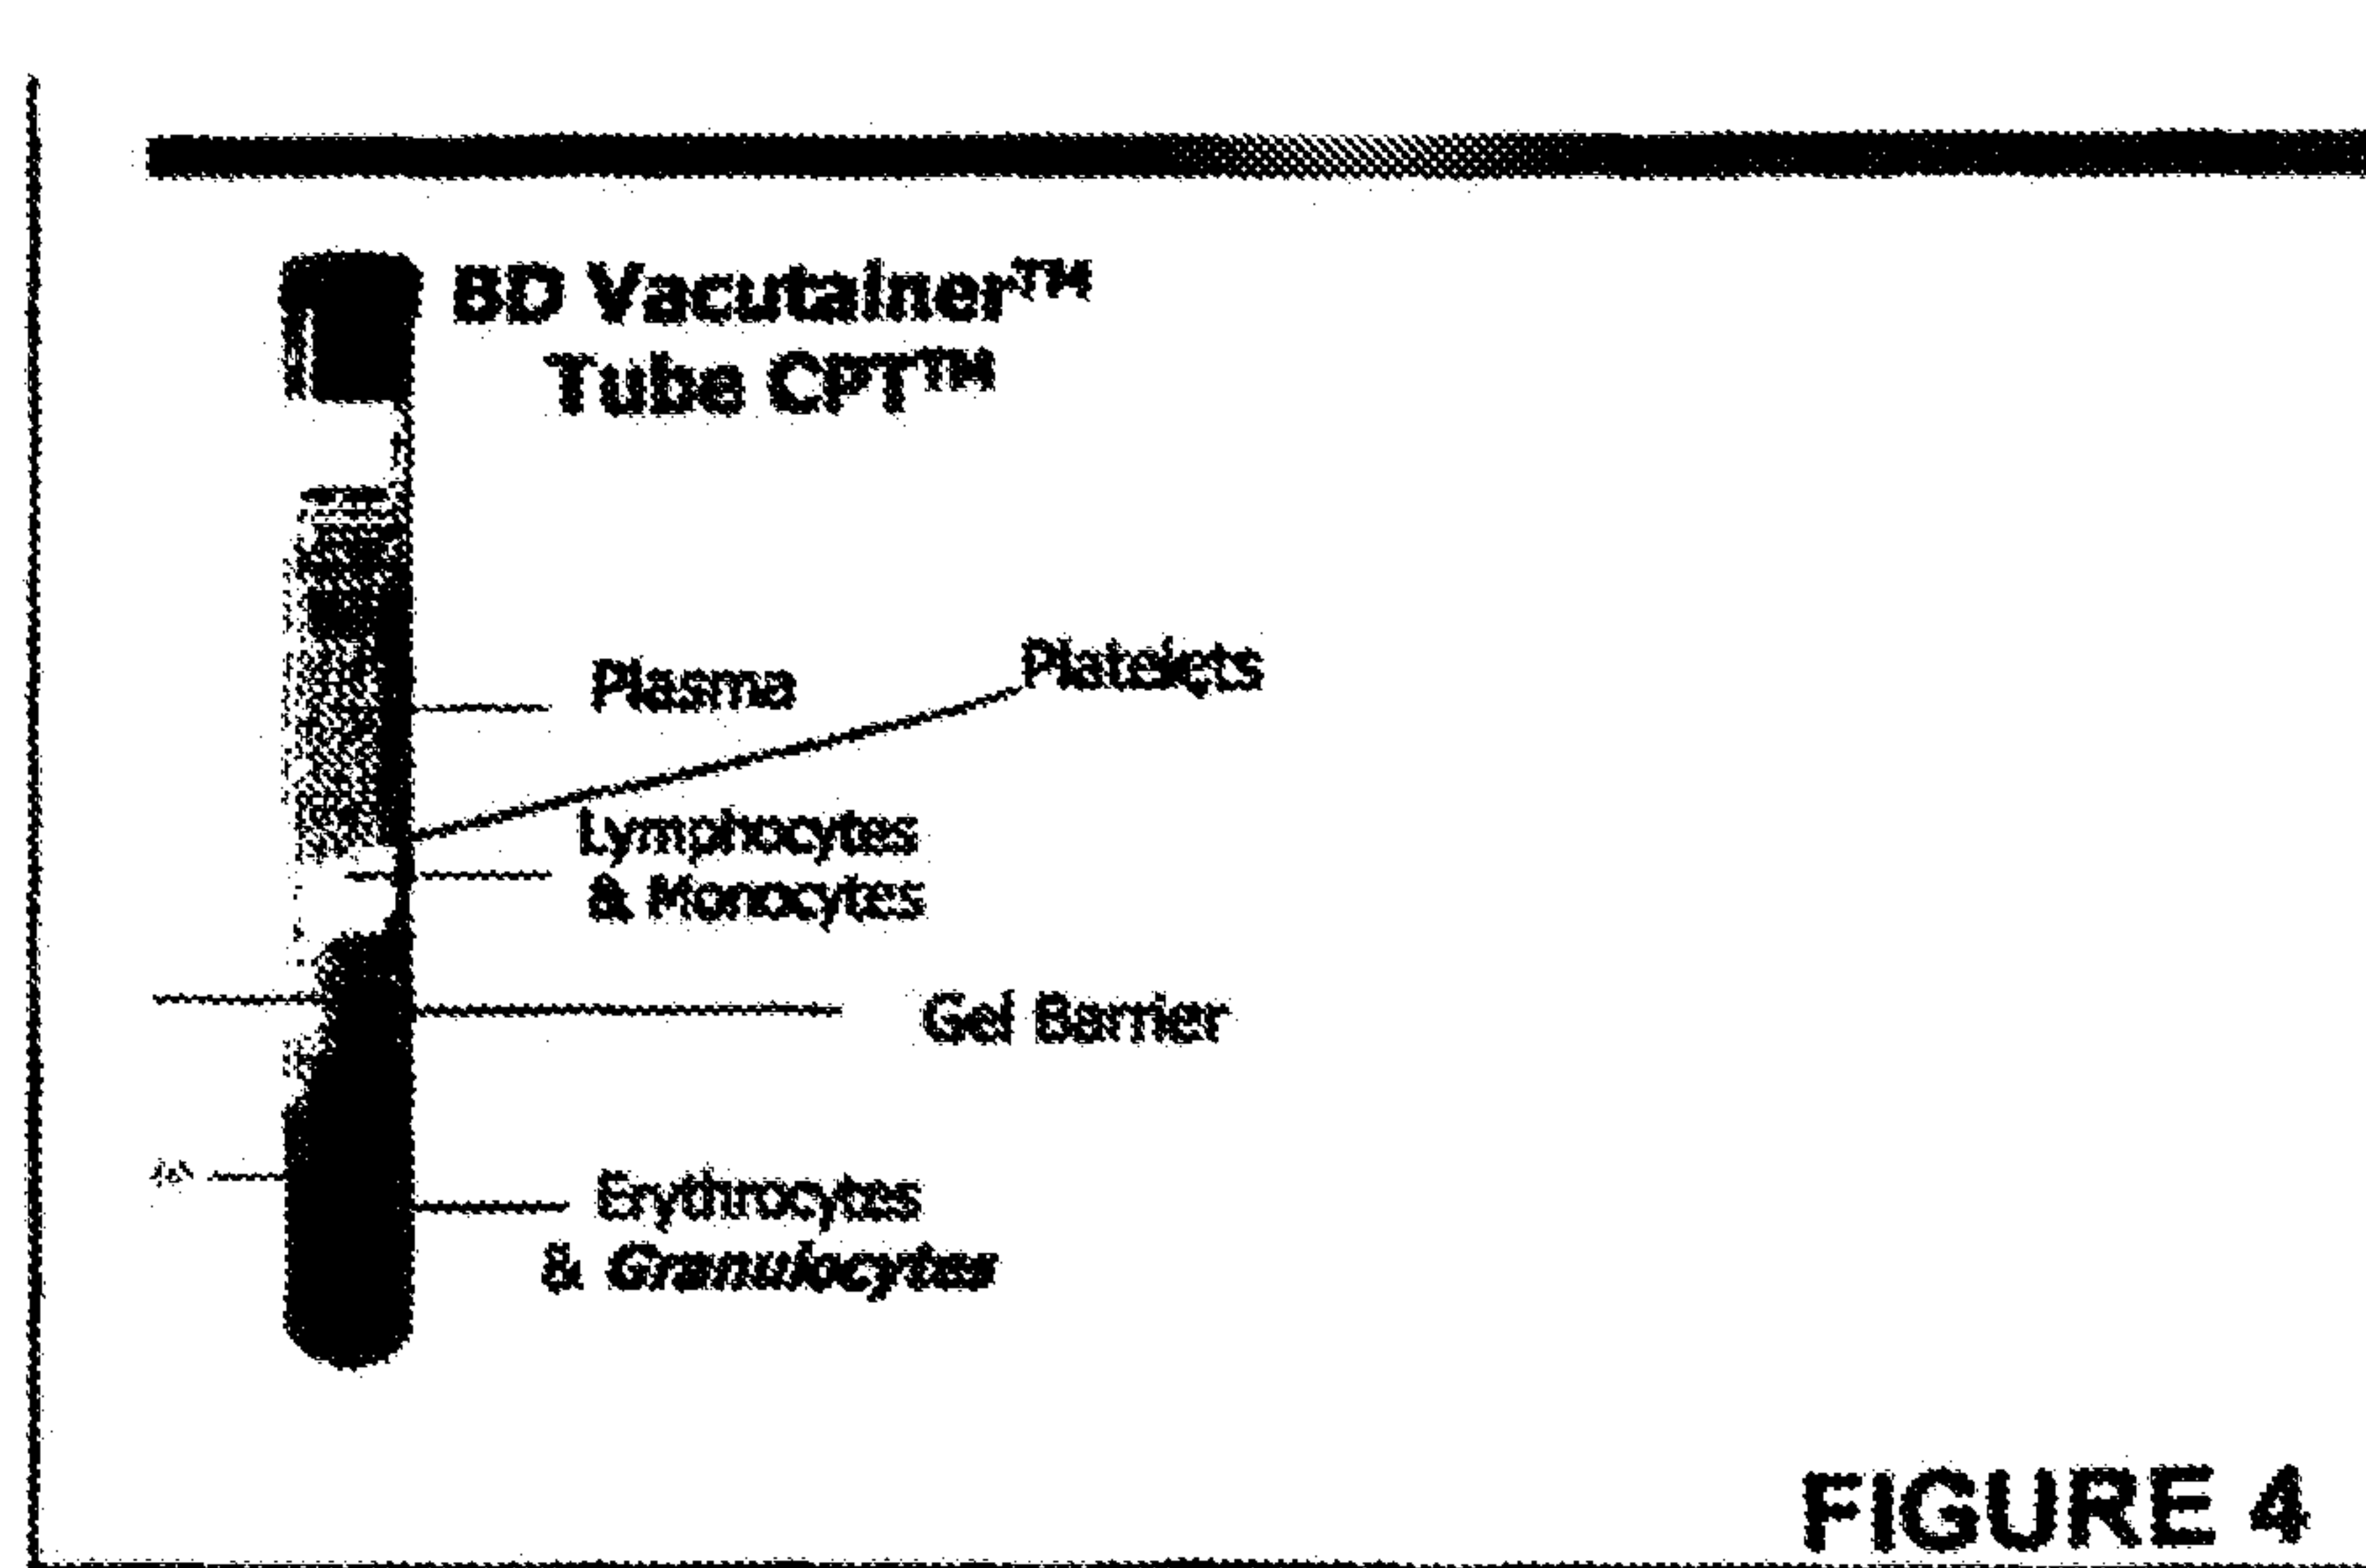 BD Vacutainer™
Tube CPT™
Plasma
Platelets
Lymphocytes
& Monocytes
Gel Barrier
Erythrocytes
& Granulocytes
FIGURE 4